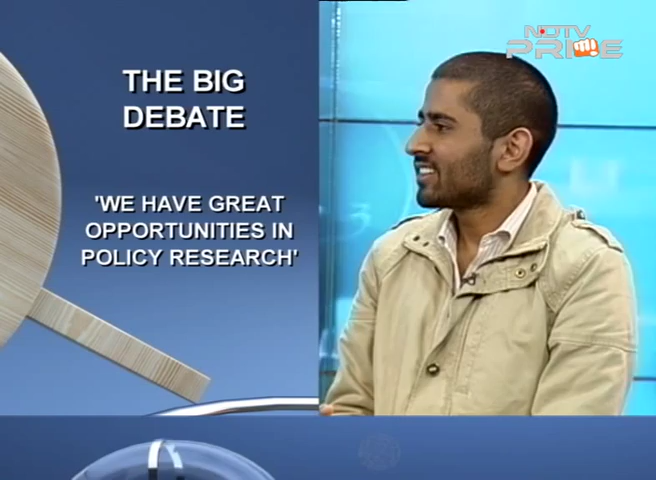 NDTV
PRIME
THE BIG
DEBATE
'WE HAVE GREAT
OPPORTUNITIES IN
POLICY RESEARCH'